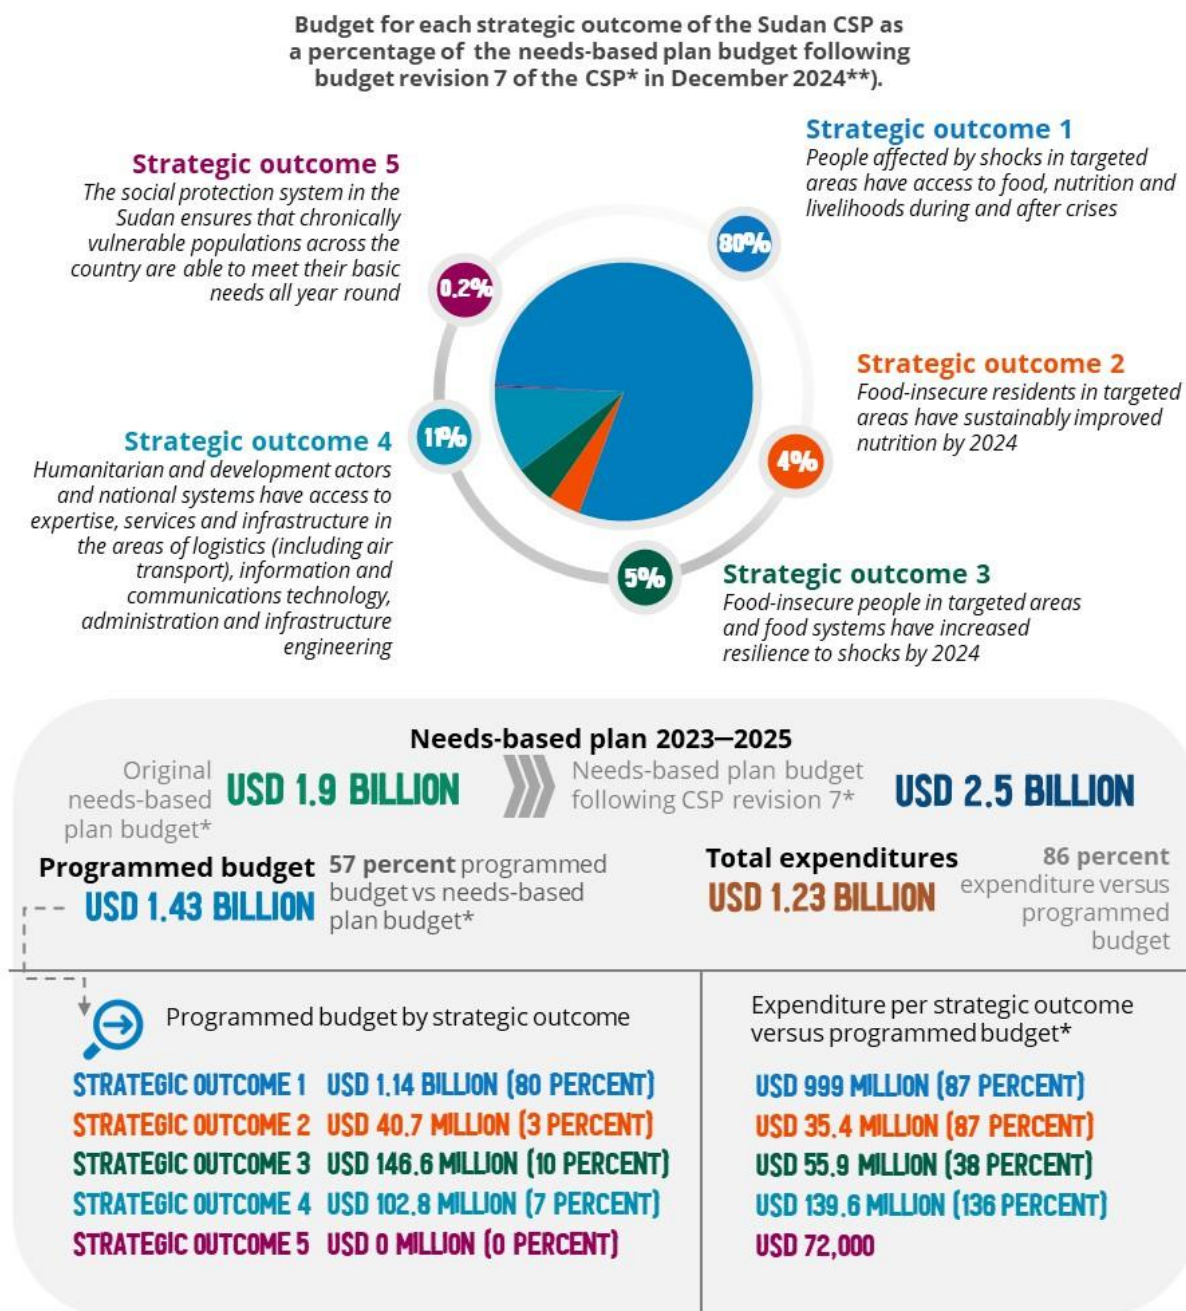 Budget for each strategic outcome of the Sudan CSP as
a percentage of the needs-based plan budget following
budget revision 7 of the CSP* in December 2024**).
Strategic outcome 1
People affected by shocks in targeted
areas have access to food, nutrition and
livelihoods during and after crises
80%
Strategic outcome 5
The social protection system in the
Sudan ensures that chronically
vulnerable populations across the
country are able to meet their basic
needs all year round
0.2%
Strategic outcome 2
Food-insecure residents in targeted
areas have sustainably improved
nutrition by 2024
4%
Strategic outcome 4
Humanitarian and development actors
and national systems have access to
expertise, services and infrastructure in
the areas of logistics (including air
transport), information and
communications technology,
administration and infrastructure
engineering
11%
5%
Strategic outcome 3
Food-insecure people in targeted areas
and food systems have increased
resilience to shocks by 2024
Needs-based plan 2023–2025
Original
needs-based
plan budget*
USD 1.9 BILLION
Needs-based plan budget
following CSP revision 7*
USD 2.5 BILLION
Programmed budget
USD 1.43 BILLION
57 percent programmed
budget vs needs-based
plan budget*
Total expenditures
USD 1.23 BILLION
86 percent
expenditure versus
programmed
budget
Programmed budget by strategic outcome
STRATEGIC OUTCOME 1 USD 1.14 BILLION (80 PERCENT)
STRATEGIC OUTCOME 2 USD 40.7 MILLION (3 PERCENT)
STRATEGIC OUTCOME 3 USD 146.6 MILLION (10 PERCENT)
STRATEGIC OUTCOME 4 USD 102.8 MILLION (7 PERCENT)
STRATEGIC OUTCOME 5 USD 0 MILLION (0 PERCENT)
Expenditure per strategic outcome
versus programmed budget*
USD 999 MILLION (87 PERCENT)
USD 35.4 MILLION (87 PERCENT)
USD 55.9 MILLION (38 PERCENT)
USD 139.6 MILLION (136 PERCENT)
USD 72,000